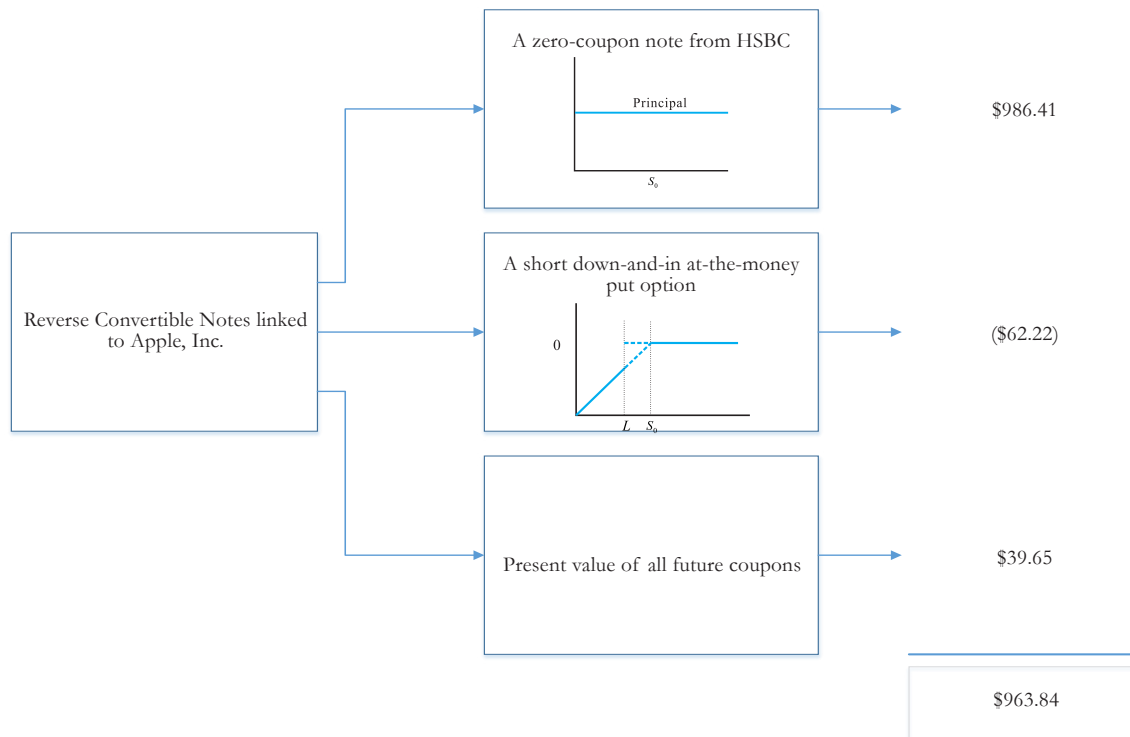 A zero-coupon note from HSBC
Principal
S₀
$986.41
Reverse Convertible Notes linked
to Apple, Inc.
A short down-and-in at-the-money
put option
0
L S₀
($62.22)
Present value of all future coupons
$39.65
$963.84